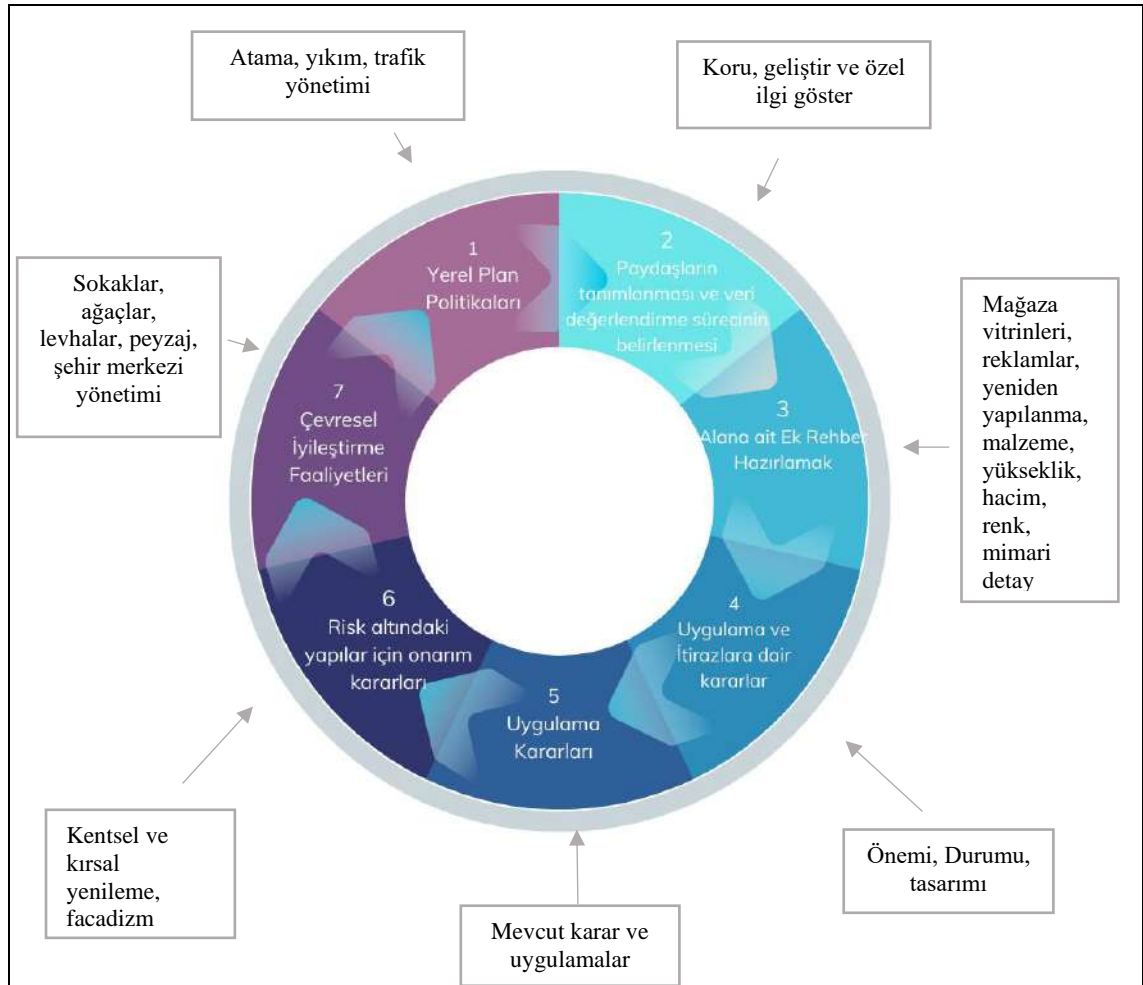 Atama, yıkım, trafik
yönetimi
Koru, geliştir ve özel
ilgi göster
1
Yerel Plan
Politikaları
2
Paydaşların
tanımlanması ve veri
değerlendirme sürecinin
belirlenmesi
Sokaklar,
ağaçlar,
levhalar, peyzaj,
şehir merkezi
yönetimi
Mağaza
vitrinleri,
reklamlar,
yeniden
yapılanma,
malzeme,
yükseklik,
hacim,
renk,
mimari
detay
7
Çevresel
İyileştirme
Faaliyetleri
3
Alana ait Ek Rehber
Hazırlamak
6
Risk altındaki
yapılar için onarım
kararları
4
Uygulama ve
İtirazlara dair
kararlar
5
Uygulama
Kararları
Kentsel ve
kırsal
yenileme,
facadizm
Önemi, Durumu,
tasarımı
Mevcut karar ve
uygulamalar